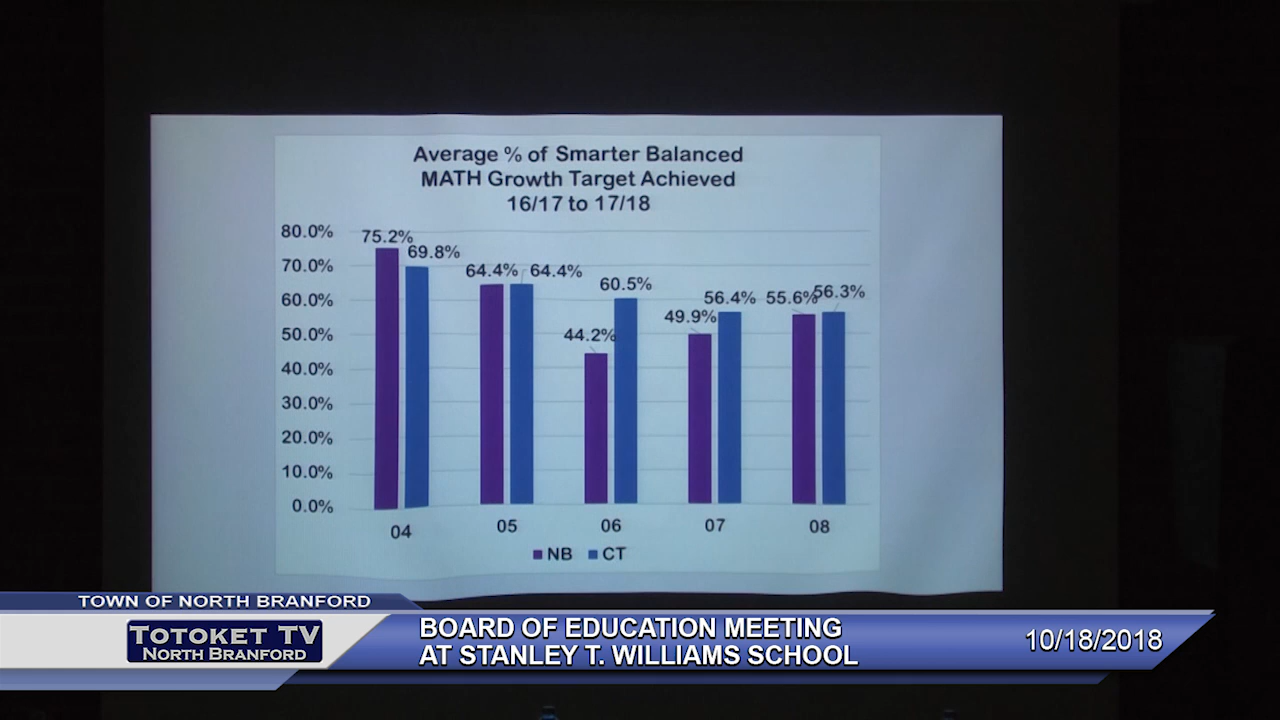 Average % of Smarter Balanced
MATH Growth Target Achieved
16/17 to 17/18
80.0%
70.0%
60.0%
50.0%
40.0%
30.0%
20.0%
10.0%
0.0%
75.2%
69.8%
64.4%
64.4%
44.2%
60.5%
49.9%
56.4%
55.6%
56.3%
04
05
06
07
08
NB
CT
TOWN OF NORTH BRANFORD
TOTOKET TV
NORTH BRANFORD
BOARD OF EDUCATION MEETING
AT STANLEY T. WILLIAMS SCHOOL
10/18/2018